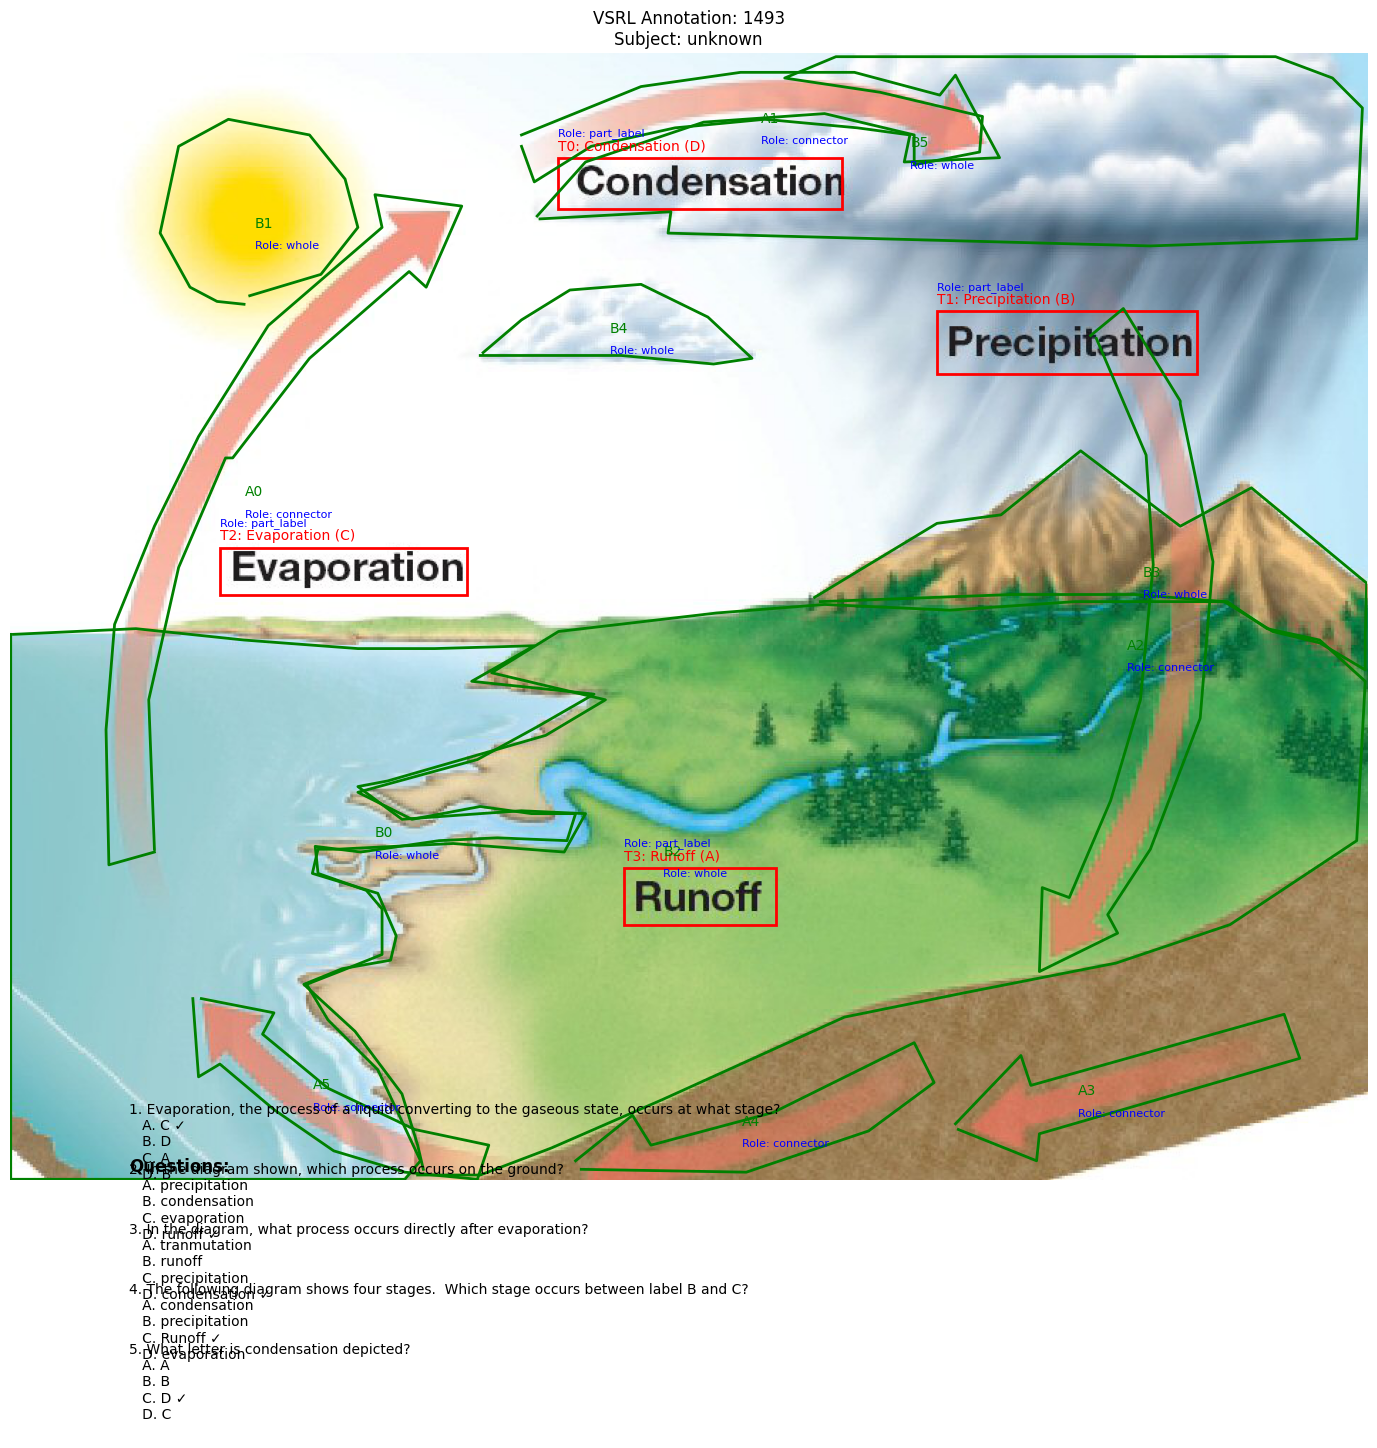 VSRL Annotation: 1493
Subject: unknown
Role: part_label
T0: Condensation (D)
Condensation
A1
Role: connector
B5
Role: whole
B1
Role: whole
Role: part_label
T1: Precipitation (B)
Precipitation
B4
Role: whole
A0
Role: connector
Role: part_label
T2: Evaporation (C)
Evaporation
B3
Role: whole
A2
Role: connector
B0
Role: whole
Role: part_label
T3: Runoff (A)
B2
Role: whole
Runoff
A5
Role: connector
A3
Role: connector
A4
Role: connector
Questions:
1. Evaporation, the process of a liquid converting to the gaseous state, occurs at what stage?
A. C ✓
B. D
C. A
D. B
2. In the diagram shown, which process occurs on the ground?
A. precipitation
B. condensation
C. evaporation
D. runoff ✓
3. In the diagram, what process occurs directly after evaporation?
A. tranmutation
B. runoff
C. precipitation
D. condensation ✓
4. The following diagram shows four stages.  Which stage occurs between label B and C?
A. condensation
B. precipitation
C. Runoff ✓
D. evaporation
5. What letter is condensation depicted?
A. A
B. B
C. D ✓
D. C